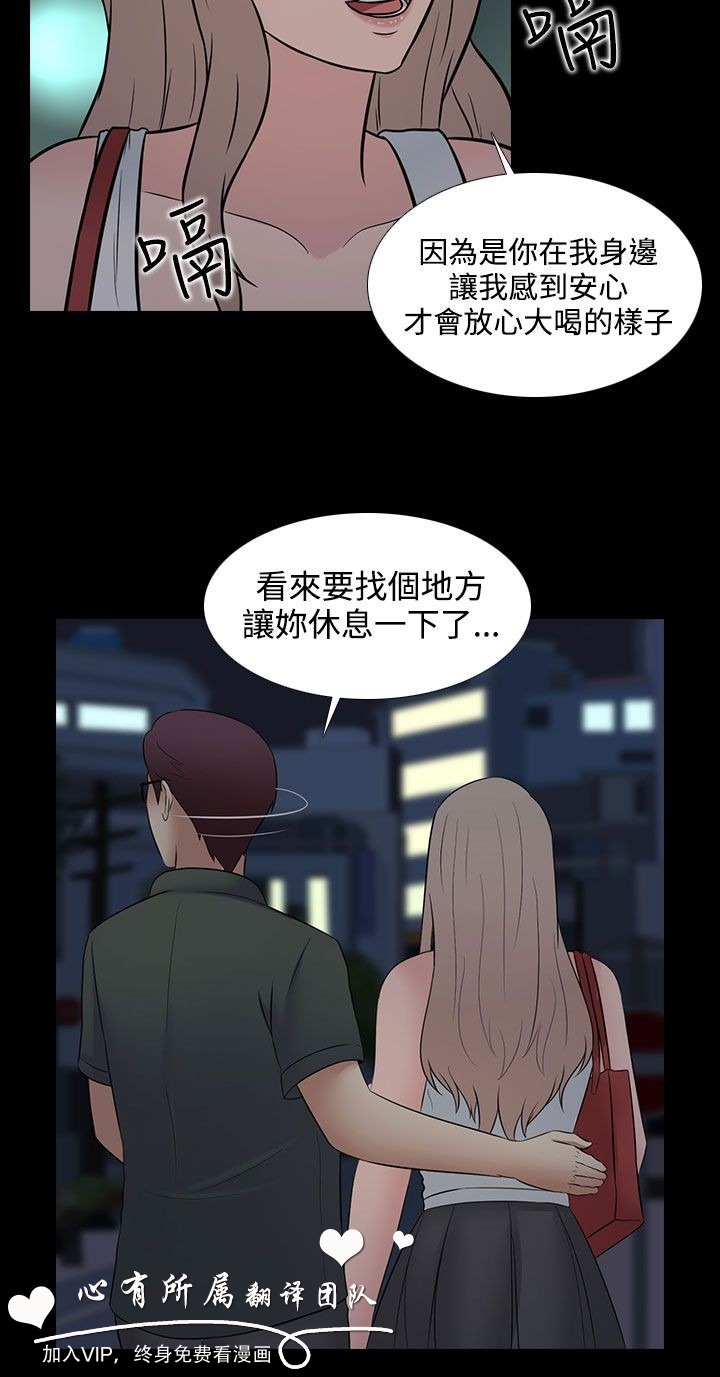 嗝
嗝
因為是你在我身邊
讓我感到安心
才會放心大喝的樣子
看來要找個地方
讓妳休息一下了...
心有所属翻译团队
加入VIP，终身免费看漫画